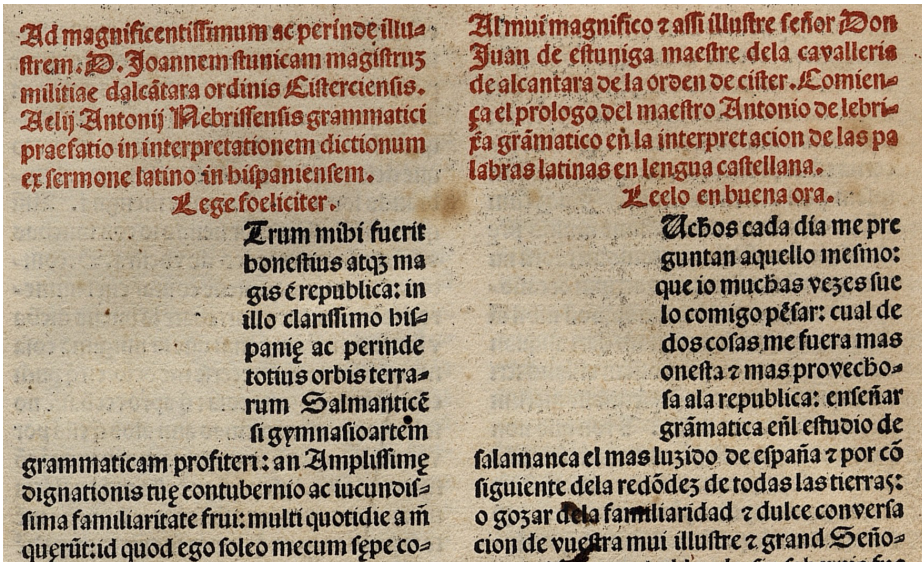 Ad magnificentissimum ac perinde illu-
strem. D. Joannem stunicam magistruʒ
militiae dalcãtara ordinis Cisterciensis.
Aelij Antonij Nebrissensis grammatici
praefatio in interpretationem dictionum
ex sermone latino in hispaniensem.
Lege foeliciter.
Trum mihi fuerit
honestius atqʒ ma
gis ẽ republica: in
illo clarissimo his-
panię ac perinde
totius orbis terra-
rum Salmanticẽ
si gymnasio artem
grammaticam profiteri: an Amplissimę
dignationis tuę contubernio ac iucundis-
sima familiaritate frui: multi quotidie a m̃
quęrũt: id quod ego soleo mecum sępe co-
Al mui magnifico ⁊ assi illustre señor Don
Juan de estuniga maestre dela cavalleria
de alcantara de la orden de cister. Comien-
ça el prologo del maestro Antonio de lebri-
xa grãmatico eñ la interpretacion de las pa
labras latinas en lengua castellana.
Leelo en buena ora.
Uchos cada dia me pre
guntan aquello mesmo:
que io muchas vezes sue
lo comigo pẽsar: cual de
dos cosas me fuera mas
onesta ⁊ mas provecho-
sa ala republica: enseñar
grãmatica eñl estudio de
salamanca el mas luzido de españa ⁊ por cõ
siguiente dela redõdez de todas las tierras:
o gozar dela familiaridad ⁊ dulce conversa
cion de vuestra mui illustre ⁊ grand Seño-